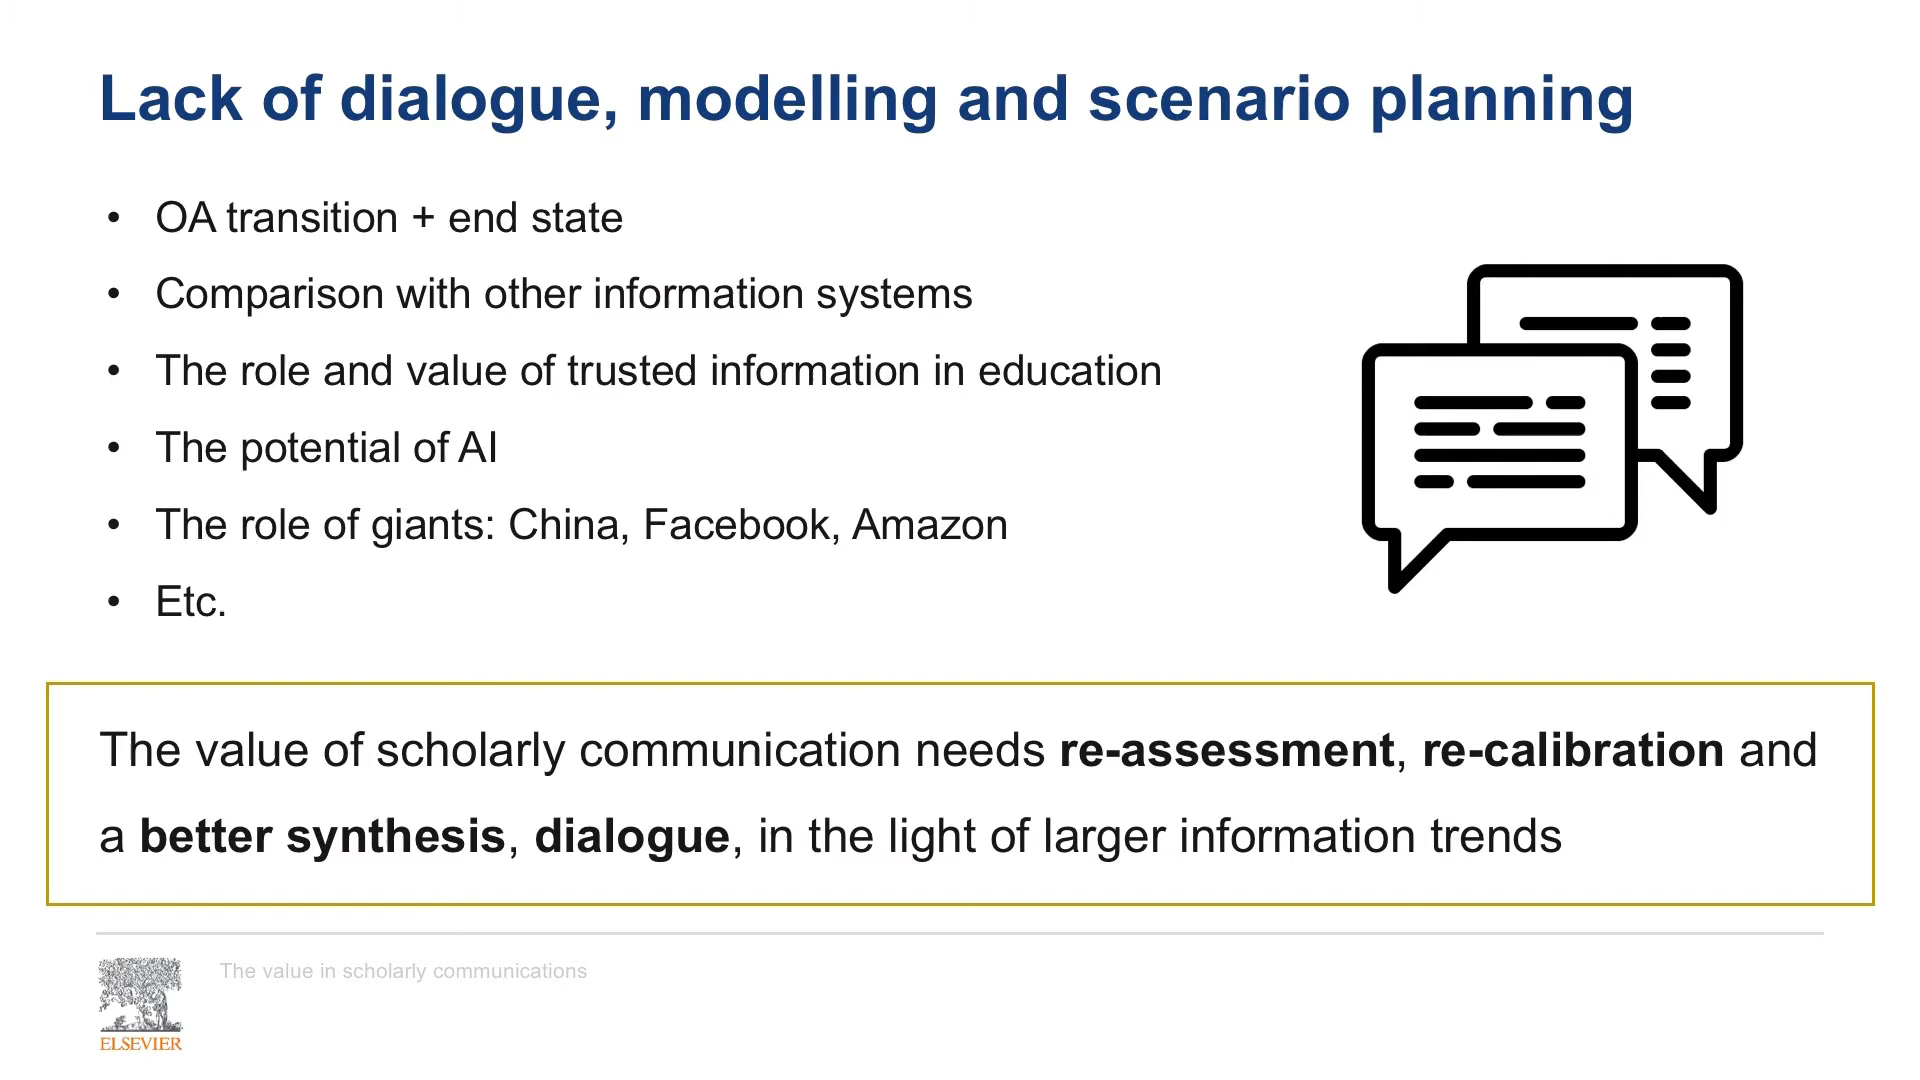 Lack of dialogue, modelling and scenario planning
• OA transition + end state
• Comparison with other information systems
• The role and value of trusted information in education
• The potential of AI
• The role of giants: China, Facebook, Amazon
• Etc.
The value of scholarly communication needs re-assessment, re-calibration and
a better synthesis, dialogue, in the light of larger information trends
The value in scholarly communications
ELSEVIER